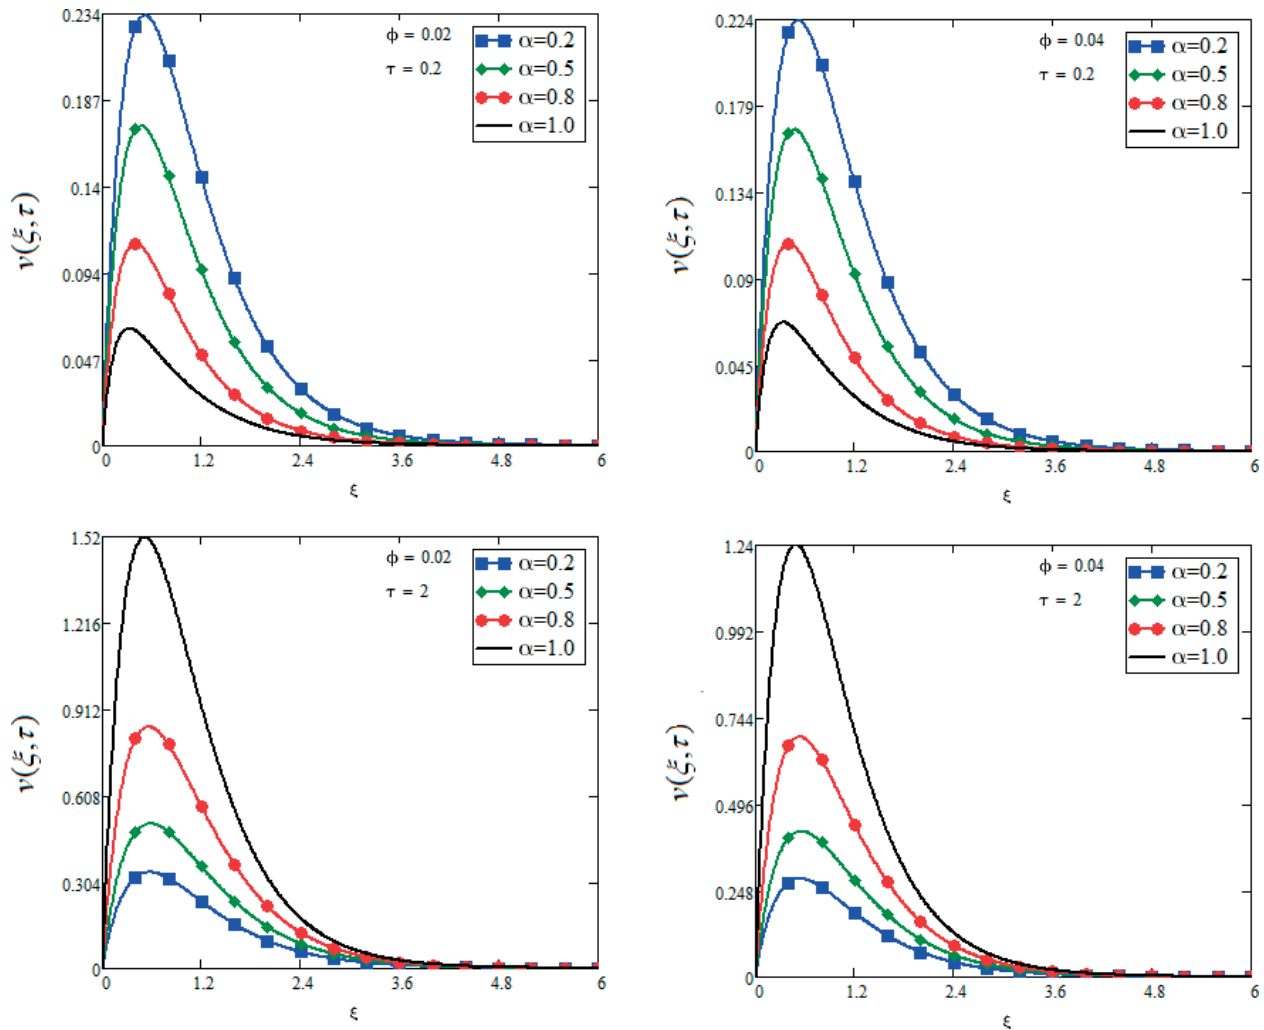 0.234
0.187
0.14
0.094
0.047
0
v(ξ,τ)
ϕ = 0.02
τ = 0.2
α=0.2
α=0.5
α=0.8
α=1.0
0 1.2 2.4 3.6 4.8 6
ξ
0.224
0.179
0.134
0.09
0.045
0
v(ξ,τ)
ϕ = 0.04
τ = 0.2
α=0.2
α=0.5
α=0.8
α=1.0
0 1.2 2.4 3.6 4.8 6
ξ
1.52
1.216
0.912
0.608
0.304
0
v(ξ,τ)
ϕ = 0.02
τ = 2
α=0.2
α=0.5
α=0.8
α=1.0
0 1.2 2.4 3.6 4.8 6
ξ
1.24
0.992
0.744
0.496
0.248
0
v(ξ,τ)
ϕ = 0.04
τ = 2
α=0.2
α=0.5
α=0.8
α=1.0
0 1.2 2.4 3.6 4.8 6
ξ